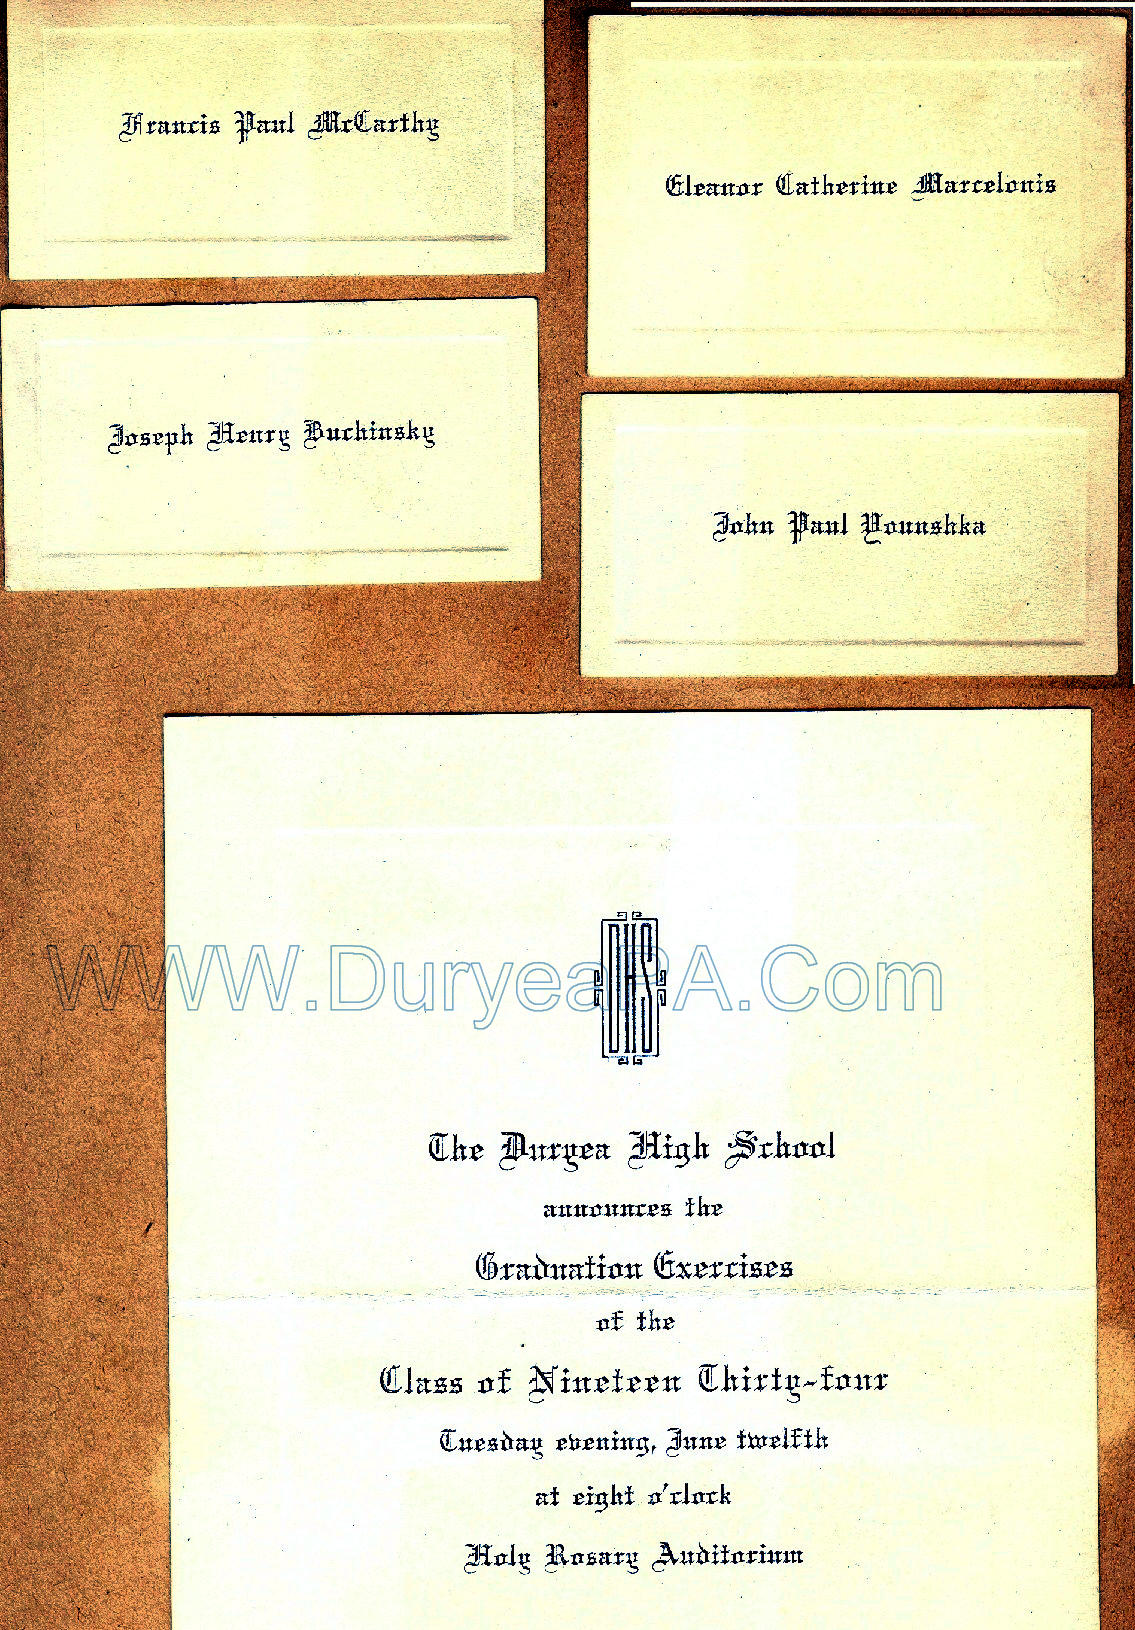 Francis Paul McCarthy
Eleanor Catherine Marcelonis
Joseph Henry Buchinsky
John Paul Younshka
WWW.DuryeaPA.Com
DHS
The Duryea High School
announces the
Graduation Exercises
of the
Class of Nineteen Thirty-four
Tuesday evening, June twelfth
at eight o'clock
Holy Rosary Auditorium